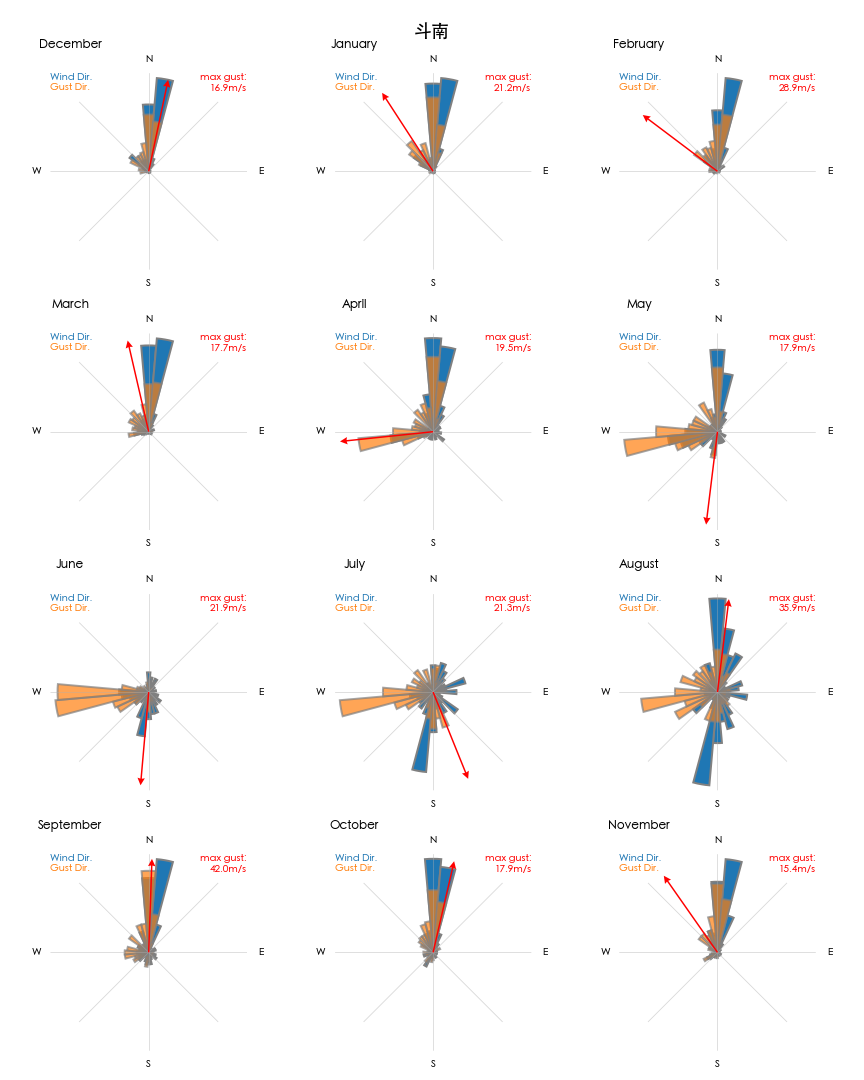 斗南
December
January
February
N
N
N
Wind Dir.
Gust Dir.
max gust:
16.9m/s
Wind Dir.
Gust Dir.
max gust:
21.2m/s
Wind Dir.
Gust Dir.
max gust:
28.9m/s
W
E
W
E
W
E
S
S
S
March
April
May
N
N
N
Wind Dir.
Gust Dir.
max gust:
17.7m/s
Wind Dir.
Gust Dir.
max gust:
19.5m/s
Wind Dir.
Gust Dir.
max gust:
17.9m/s
W
E
W
E
W
E
S
S
S
June
July
August
N
N
N
Wind Dir.
Gust Dir.
max gust:
21.9m/s
Wind Dir.
Gust Dir.
max gust:
21.3m/s
Wind Dir.
Gust Dir.
max gust:
35.9m/s
W
E
W
E
W
E
S
S
S
September
October
November
N
N
N
Wind Dir.
Gust Dir.
max gust:
42.0m/s
Wind Dir.
Gust Dir.
max gust:
17.9m/s
Wind Dir.
Gust Dir.
max gust:
15.4m/s
W
E
W
E
W
E
S
S
S